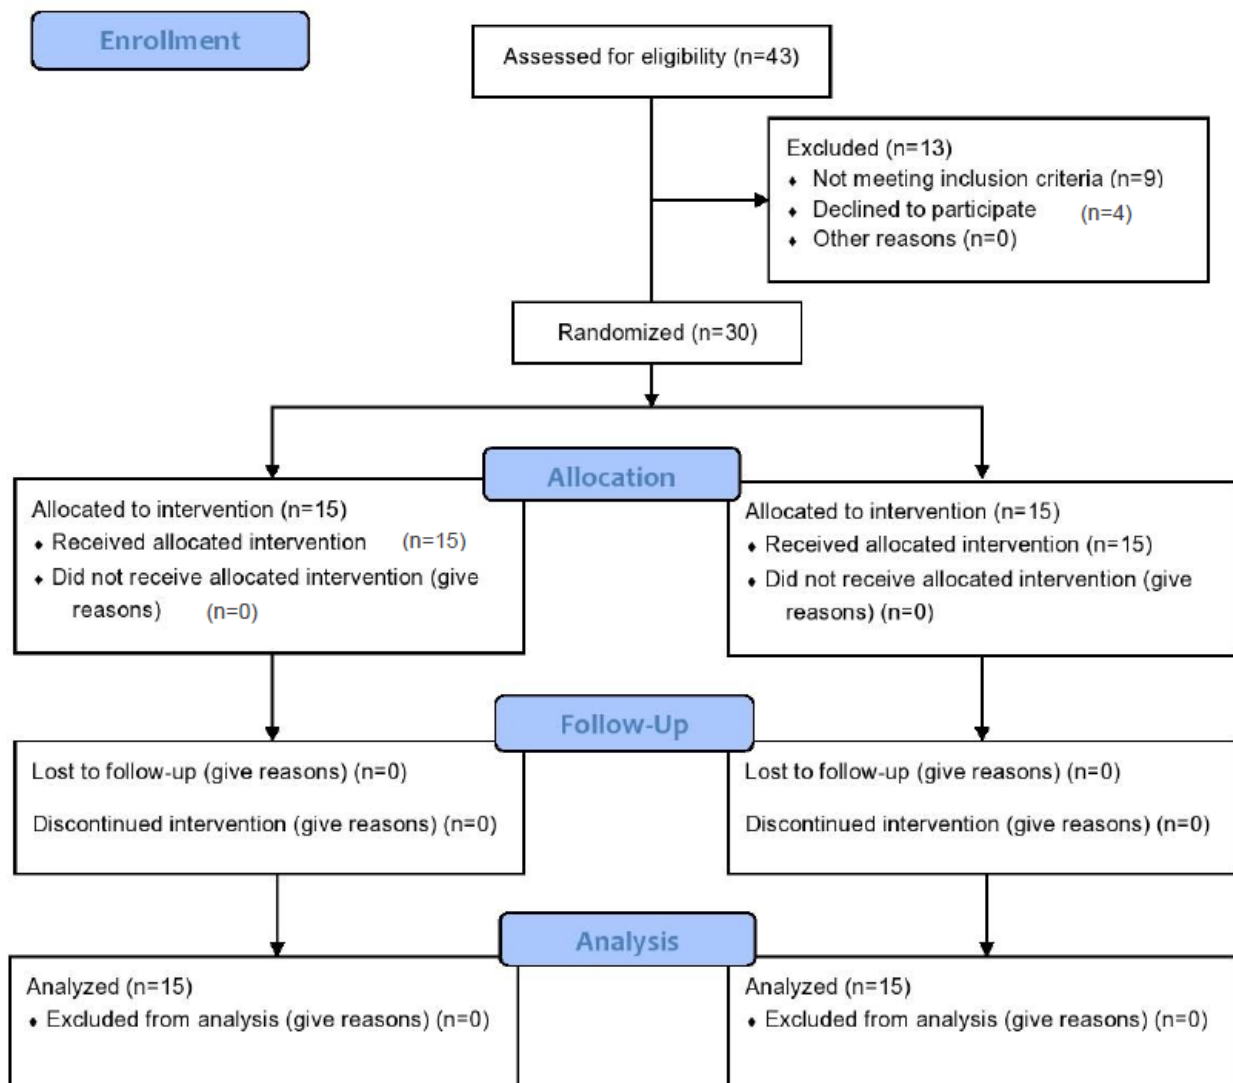 Enrollment
Assessed for eligibility (n=43)
Excluded (n=13)
♦ Not meeting inclusion criteria (n=9)
♦ Declined to participate (n=4)
♦ Other reasons (n=0)
Randomized (n=30)
Allocation
Allocated to intervention (n=15)
♦ Received allocated intervention (n=15)
♦ Did not receive allocated intervention (give
reasons) (n=0)
Allocated to intervention (n=15)
♦ Received allocated intervention (n=15)
♦ Did not receive allocated intervention (give
reasons) (n=0)
Follow-Up
Lost to follow-up (give reasons) (n=0)
Discontinued intervention (give reasons) (n=0)
Lost to follow-up (give reasons) (n=0)
Discontinued intervention (give reasons) (n=0)
Analysis
Analyzed (n=15)
♦ Excluded from analysis (give reasons) (n=0)
Analyzed (n=15)
♦ Excluded from analysis (give reasons) (n=0)